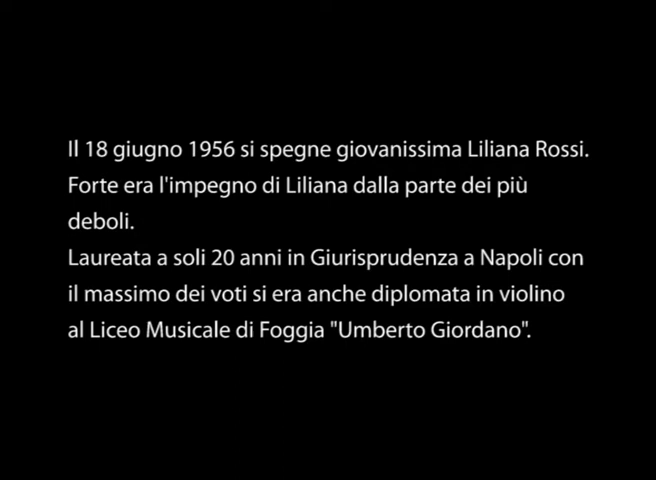 Il 18 giugno 1956 si spegne giovanissima Liliana Rossi.
Forte era l'impegno di Liliana dalla parte dei più
deboli.
Laureata a soli 20 anni in Giurisprudenza a Napoli con
il massimo dei voti si era anche diplomata in violino
al Liceo Musicale di Foggia "Umberto Giordano".